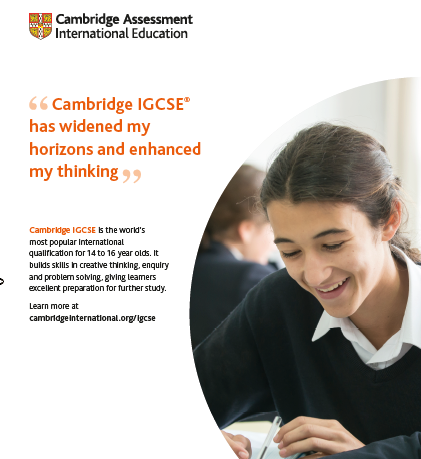 Cambridge Assessment
International Education
“ Cambridge IGCSE®
has widened my
horizons and enhanced
my thinking ”
Cambridge IGCSE is the world's
most popular international
qualification for 14 to 16 year olds. It
builds skills in creative thinking, enquiry
and problem solving, giving learners
excellent preparation for further study.
Learn more at
cambridgeinternational.org/igcse